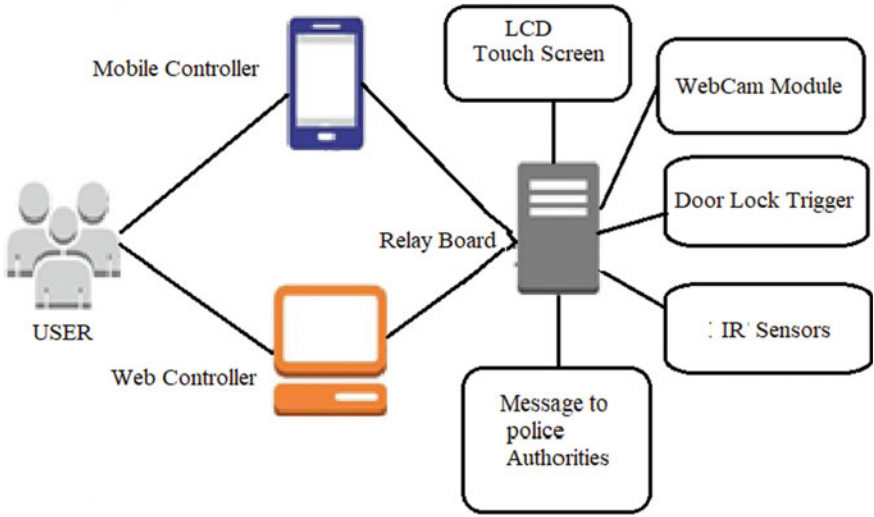 LCD
Touch Screen
Mobile Controller
WebCam Module
Door Lock Trigger
Relay Board
USER
IR Sensors
Web Controller
Message to
police
Authorities